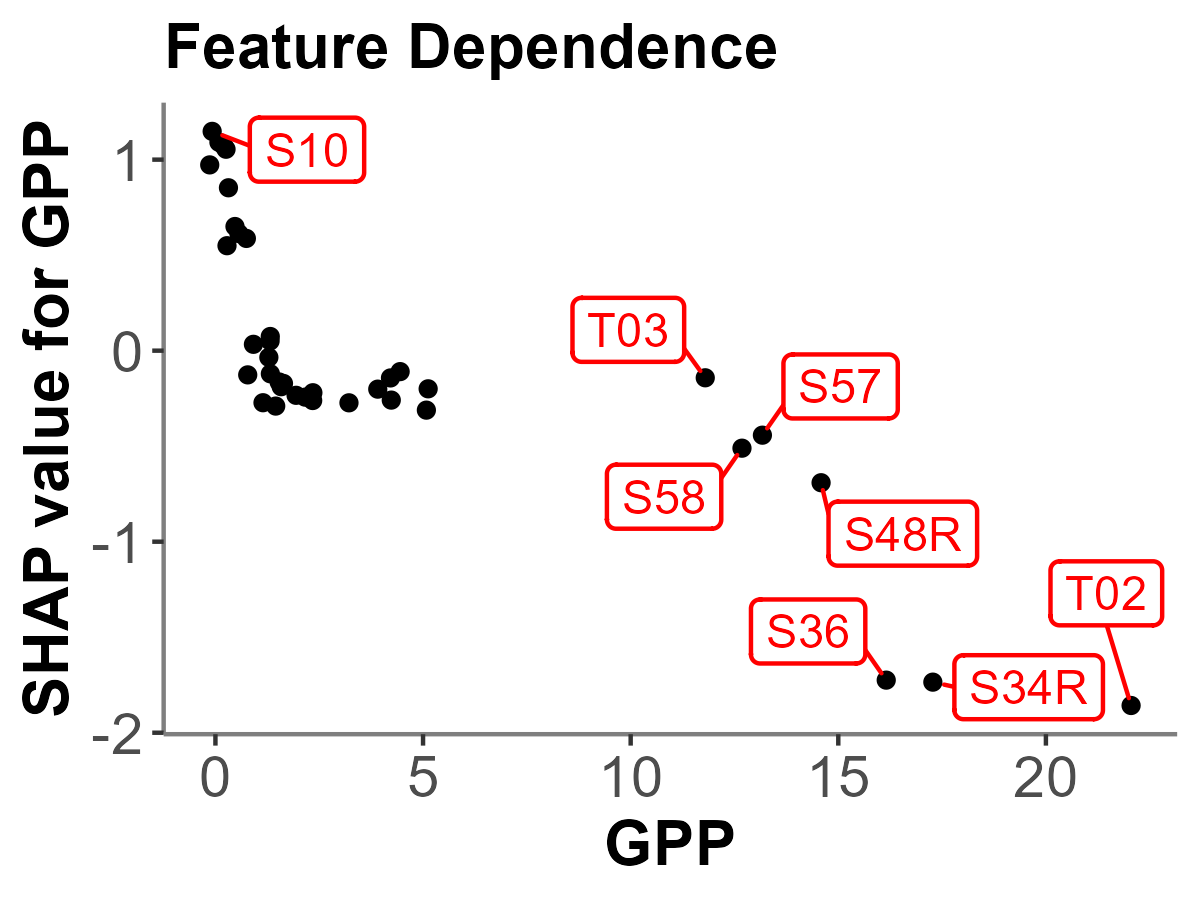 Feature Dependence
SHAP value for GPP
1
0
-1
-2
S10
T03
S57
S58
S48R
T02
S36
S34R
0 5 10 15 20
GPP